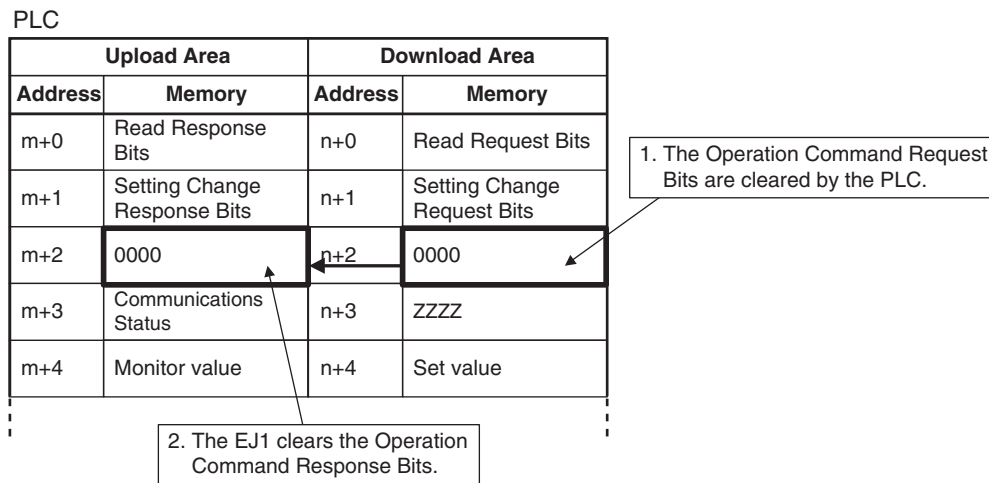 PLC
Upload Area Download Area
Address Memory Address Memory
m+0 Read Response Bits n+0 Read Request Bits
m+1 Setting Change Response Bits n+1 Setting Change Request Bits
m+2 0000 n+2 0000
m+3 Communications Status n+3 ZZZZ
m+4 Monitor value n+4 Set value
1. The Operation Command Request
Bits are cleared by the PLC.
2. The EJ1 clears the Operation
Command Response Bits.